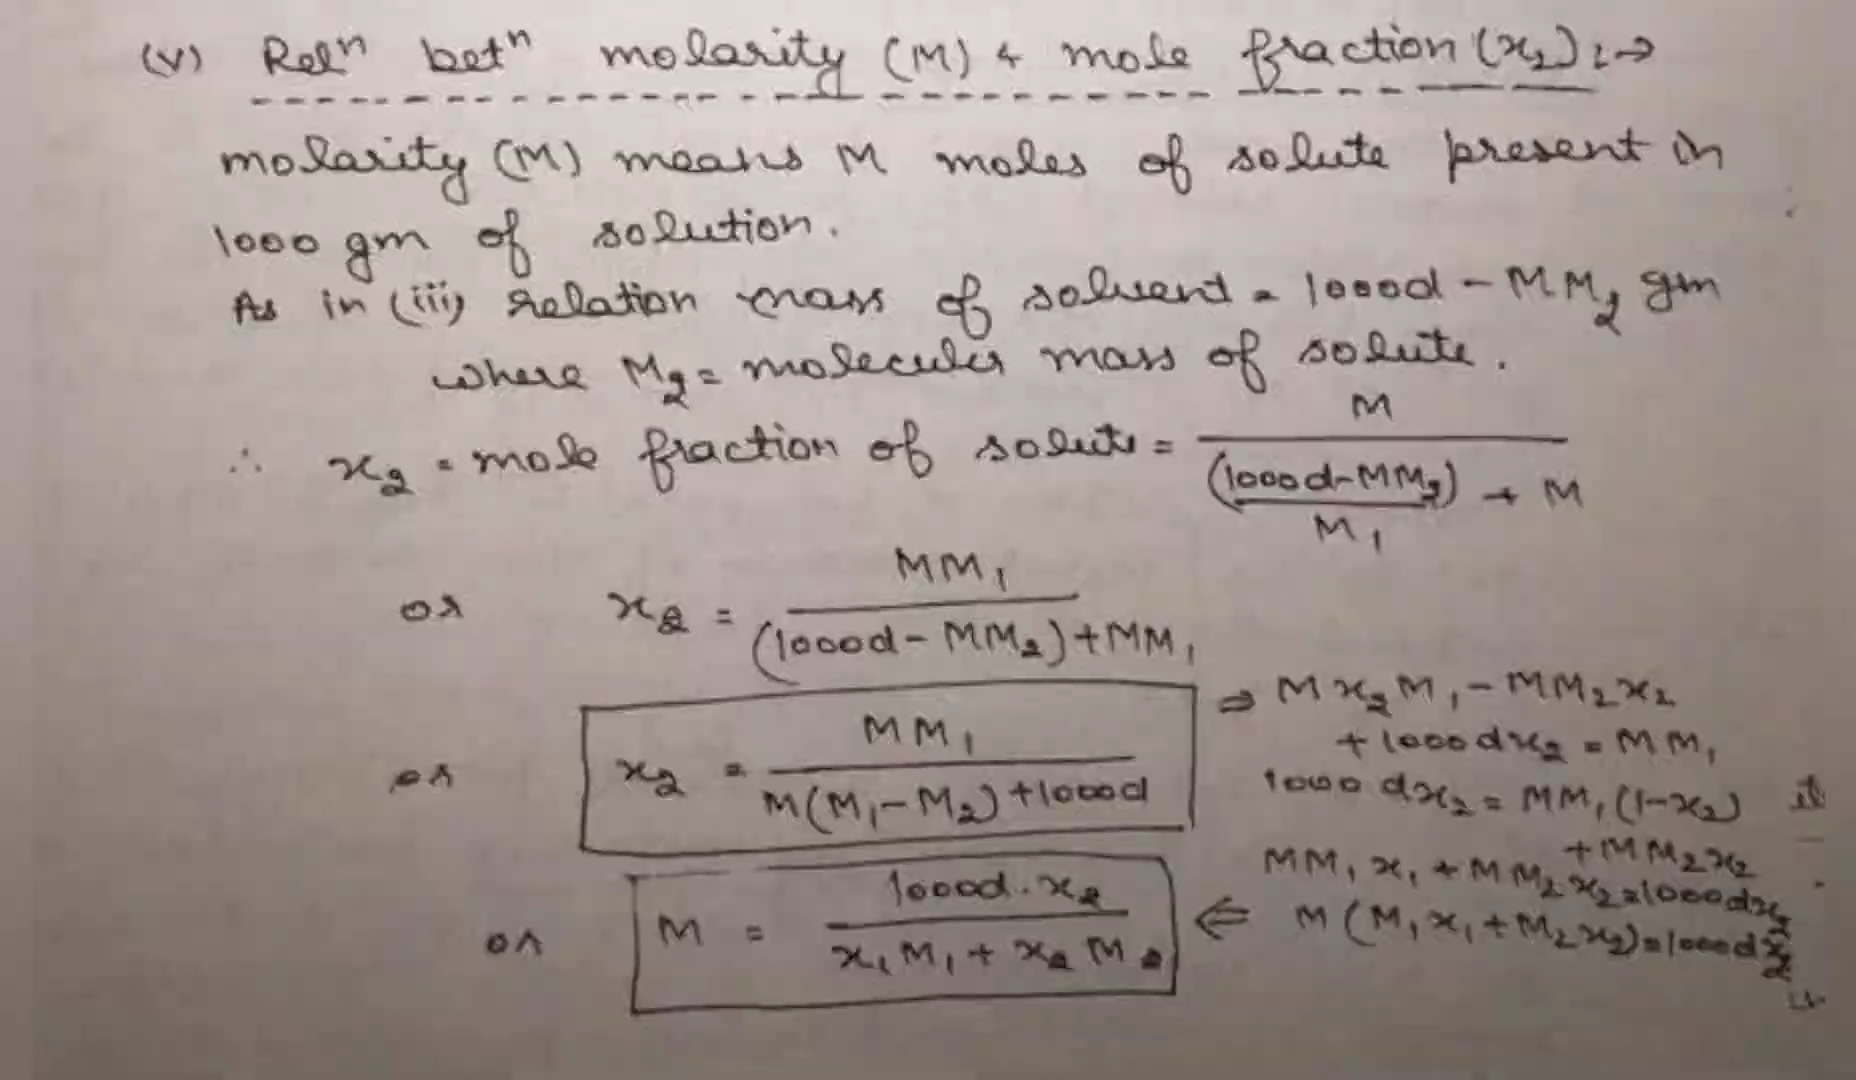 (v) Relⁿ betⁿ molarity (M) & mole fraction (x₂) :→
molarity (M) means M moles of solute present in
1000 gm of solution.
As in (iii) relation mass of solvent = 1000d - MM₂ gm
where M₂ = moleculer mass of solute.
∴ x₂ = mole fraction of solute = M / ((1000d-MM₂)/M₁ + M)
or x₂ = MM₁ / ((1000d - MM₂) + MM₁)
or x₂ = MM₁ / (M(M₁-M₂) + 1000d)
or M = 1000d.x₂ / (x₁M₁ + x₂M₂)
⇒ Mx₂M₁ - MM₂x₂
+ 1000dx₂ = MM₁
1000 dx₂ = MM₁(1-x₂)
+MM₂x₂
MM₁x₁ + MM₂x₂=1000dx₂
⇐ M(M₁x₁+M₂x₂)=1000dx₂